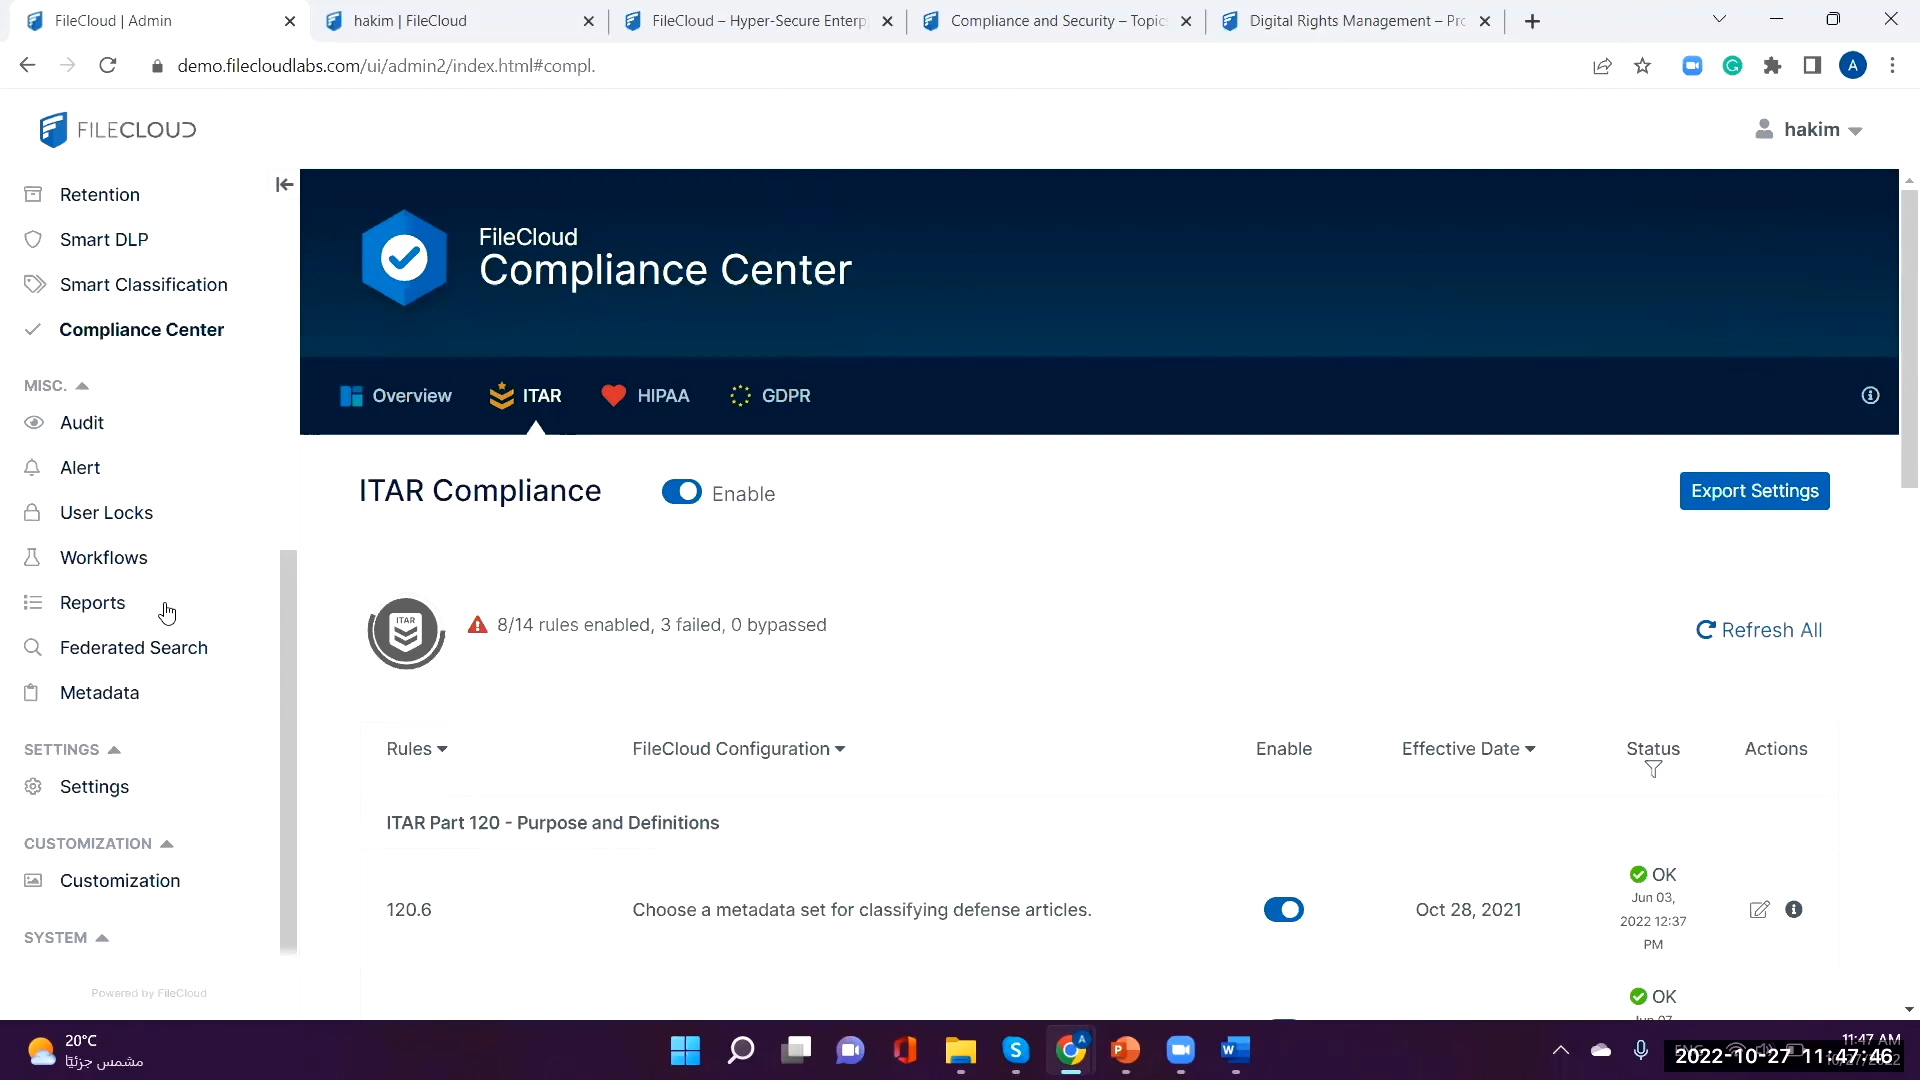 FileCloud | Admin
hakim | FileCloud
FileCloud – Hyper-Secure Enterp
Compliance and Security – Topic
Digital Rights Management – Pro
demo.filecloudlabs.com/ui/admin2/index.html#compl.
A
FILECLOUD
hakim
Retention
Smart DLP
Smart Classification
Compliance Center
MISC.
Audit
Alert
User Locks
Workflows
Reports
Federated Search
Metadata
SETTINGS
Settings
CUSTOMIZATION
Customization
SYSTEM
Powered by FileCloud
FileCloud
Compliance Center
Overview
ITAR
HIPAA
GDPR
ITAR Compliance
Enable
Export Settings
ITAR
8/14 rules enabled, 3 failed, 0 bypassed
Refresh All
Rules
FileCloud Configuration
Enable
Effective Date
Status
Actions
ITAR Part 120 - Purpose and Definitions
120.6
Choose a metadata set for classifying defense articles.
Oct 28, 2021
OK
Jun 03,
2022 12:37
PM
OK
Jun 07,
20°C
مشمس جزئيًا
11:47 AM
2022-10-27 11:47:46